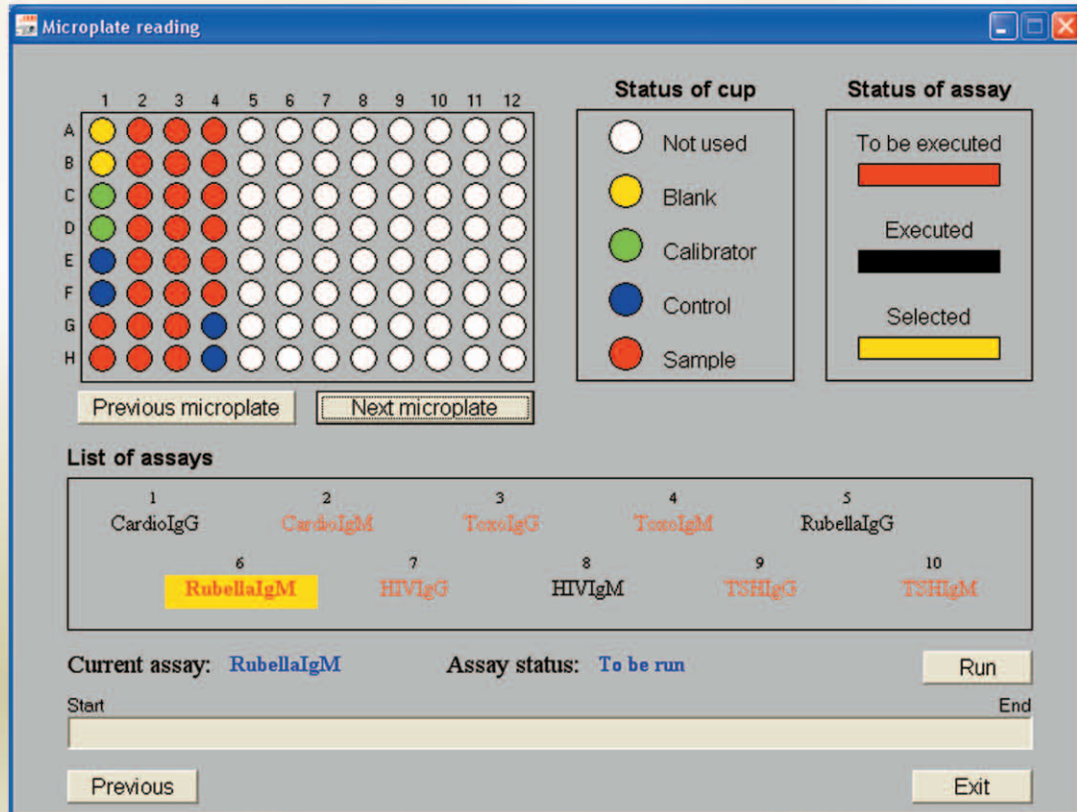 Microplate reading
Status of cup
Status of assay
1 2 3 4 5 6 7 8 9 10 11 12
A
B
C
D
E
F
G
H
Not used
Blank
Calibrator
Control
Sample
To be executed
Executed
Selected
Previous microplate
Next microplate
List of assays
1 2 3 4 5
CardioIgG CardioIgM ToxoIgG ToxoIgM RubellaIgG
6 7 8 9 10
RubellaIgM HIVIgG HIVIgM TSHIgG TSHIgM
Current assay: RubellaIgM Assay status: To be run
Run
Start End
Previous
Exit